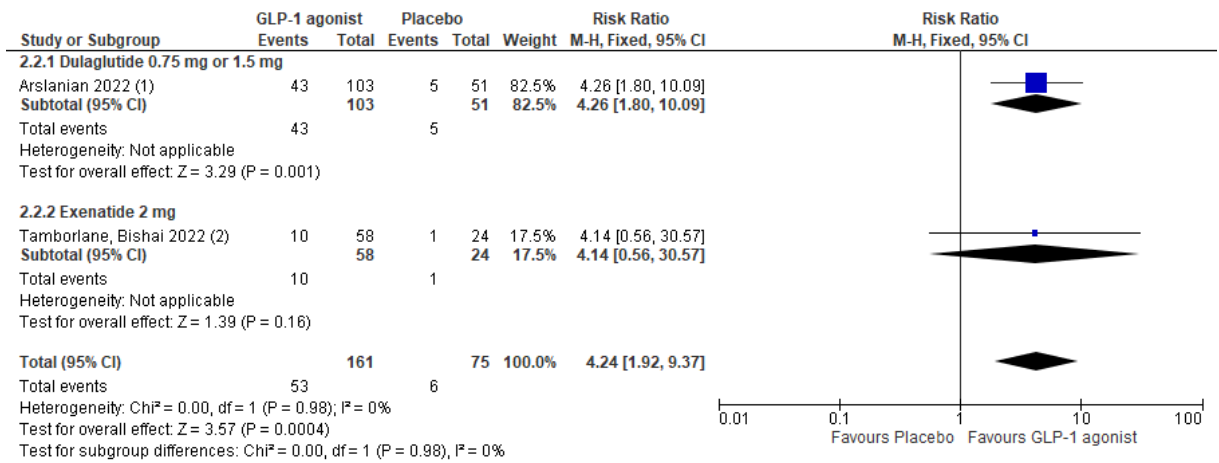 GLP-1 agonist Placebo Risk Ratio Risk Ratio
Study or Subgroup Events Total Events Total Weight M-H, Fixed, 95% CI M-H, Fixed, 95% CI
2.2.1 Dulaglutide 0.75 mg or 1.5 mg
Arslanian 2022 (1) 43 103 5 51 82.5% 4.26 [1.80, 10.09]
Subtotal (95% CI) 103 51 82.5% 4.26 [1.80, 10.09]
Total events 43 5
Heterogeneity: Not applicable
Test for overall effect: Z = 3.29 (P = 0.001)
2.2.2 Exenatide 2 mg
Tamborlane, Bishai 2022 (2) 10 58 1 24 17.5% 4.14 [0.56, 30.57]
Subtotal (95% CI) 58 24 17.5% 4.14 [0.56, 30.57]
Total events 10 1
Heterogeneity: Not applicable
Test for overall effect: Z = 1.39 (P = 0.16)
Total (95% CI) 161 75 100.0% 4.24 [1.92, 9.37]
Total events 53 6
Heterogeneity: Chi² = 0.00, df = 1 (P = 0.98); I² = 0%
Test for overall effect: Z = 3.57 (P = 0.0004)
Test for subgroup differences: Chi² = 0.00, df = 1 (P = 0.98), I² = 0%
0.01 0.1 1 10 100
Favours Placebo Favours GLP-1 agonist